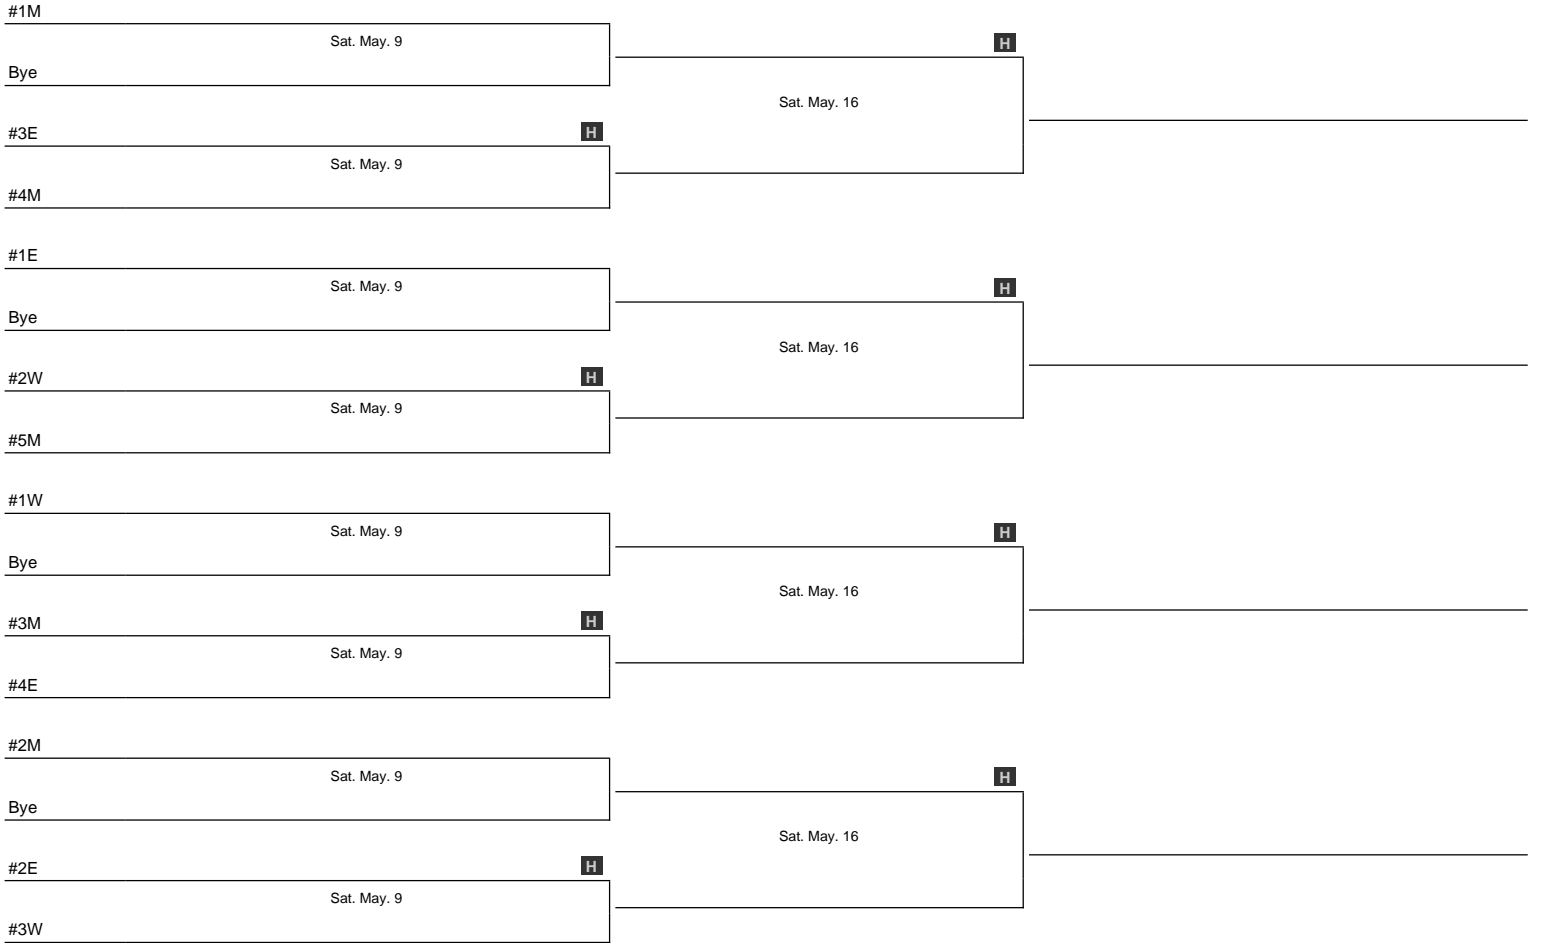 #1M
Sat. May. 9
H
Bye
Sat. May. 16
#3E
H
Sat. May. 9
#4M
#1E
Sat. May. 9
H
Bye
Sat. May. 16
#2W
H
Sat. May. 9
#5M
#1W
Sat. May. 9
H
Bye
Sat. May. 16
#3M
H
Sat. May. 9
#4E
#2M
Sat. May. 9
H
Bye
Sat. May. 16
#2E
H
Sat. May. 9
#3W